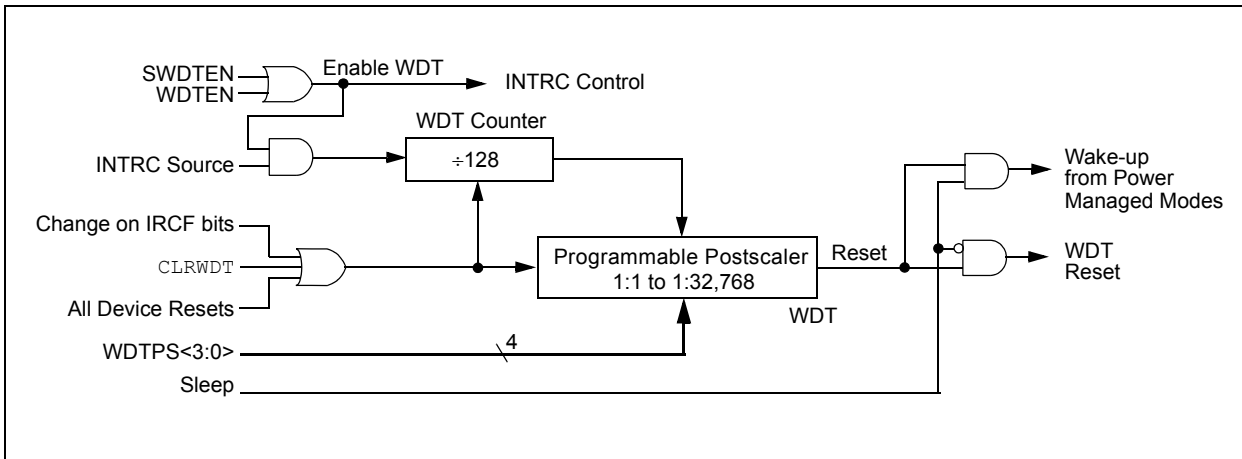 SWDTEN
WDTEN
Enable WDT
INTRC Control
WDT Counter
÷128
INTRC Source
Wake-up
from Power
Managed Modes
Change on IRCF bits
CLRWDT
All Device Resets
Programmable Postscaler
1:1 to 1:32,768
Reset
WDT
WDT
Reset
WDTPS<3:0>
4
Sleep